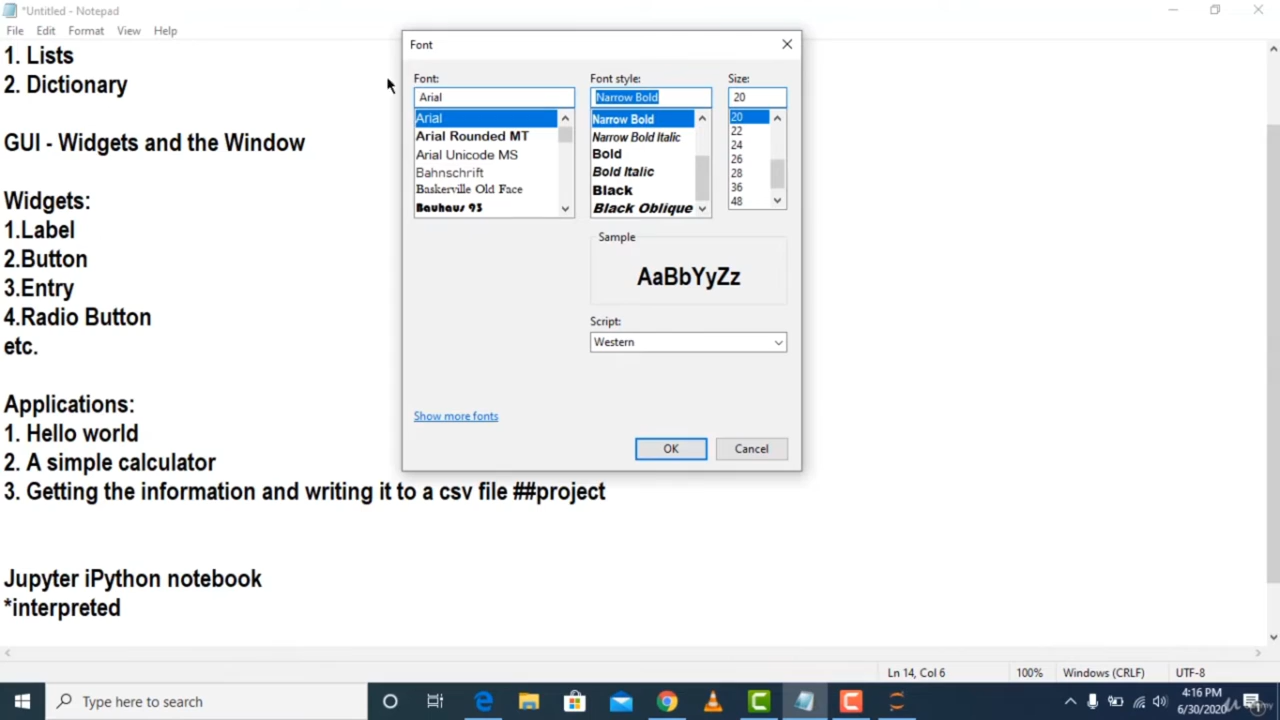 *Untitled - Notepad
File Edit Format View Help
1. Lists
2. Dictionary
GUI - Widgets and the Window
Widgets:
1.Label
2.Button
3.Entry
4.Radio Button
etc.
Applications:
1. Hello world
2. A simple calculator
3. Getting the information and writing it to a csv file ##project
Jupyter iPython notebook
*interpreted
Font
Font: Font style: Size:
Arial Narrow Bold 20
Arial Narrow Bold 20
Arial Rounded MT Narrow Bold Italic 22
Arial Unicode MS Bold 24
Bahnschrift Bold Italic 26
Baskerville Old Face Black 28
Bauhaus 93 Black Oblique 36
48
Sample
AaBbYyZz
Script:
Western
Show more fonts
OK Cancel
Ln 14, Col 6 100% Windows (CRLF) UTF-8
Type here to search
4:16 PM
6/30/2020